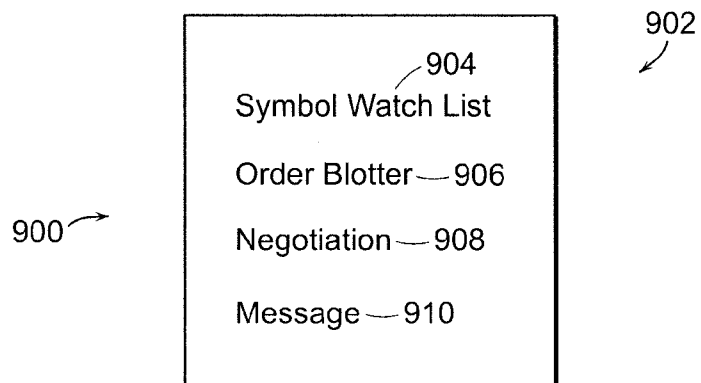 902
904
Symbol Watch List
Order Blotter 906
900
Negotiation 908
Message 910